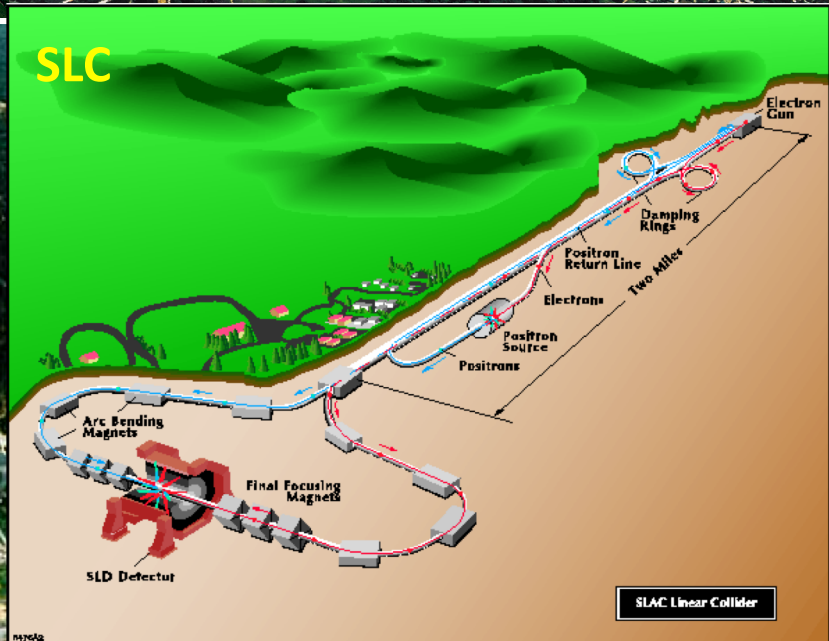 SLC
Electron
Gun
Damping
Rings
Positron
Return Line
Two Miles
Electrons
Positron
Source
Positrons
Arc Bending
Magnets
Final Focusing
Magnets
SLD Detector
SLAC Linear Collider